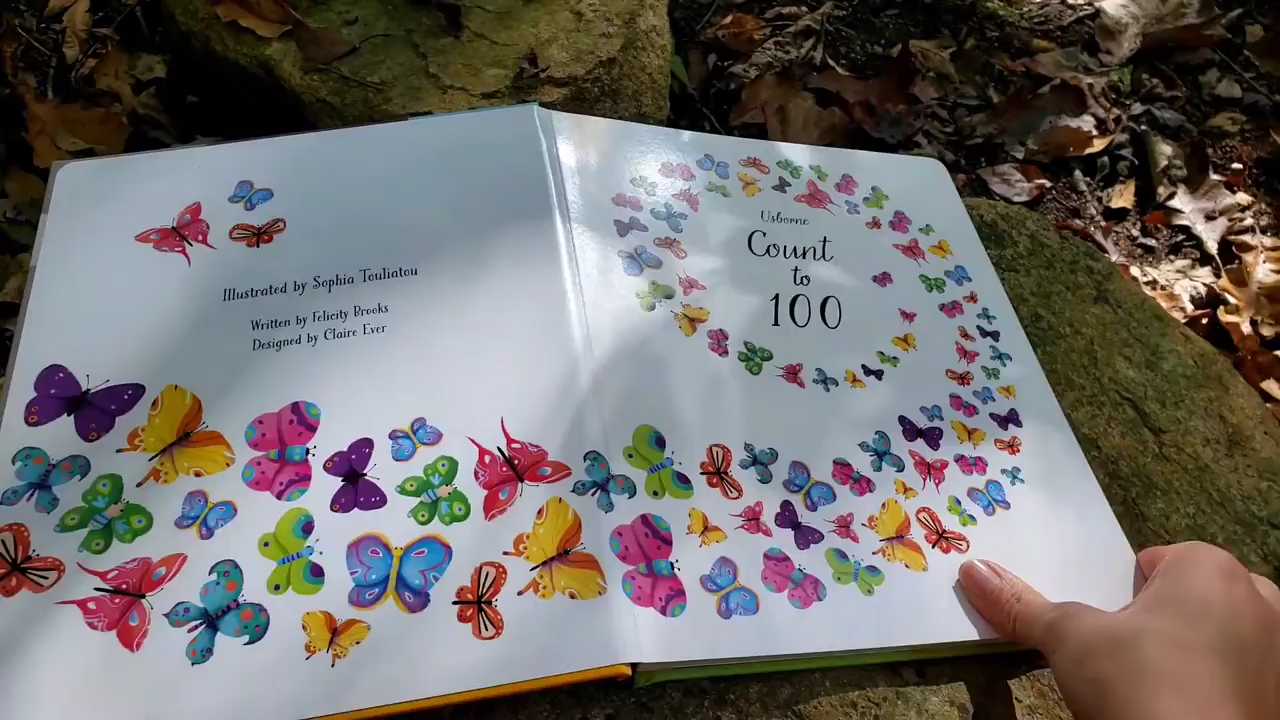 Illustrated by Sophia Touliatou
Written by Felicity Brooks
Designed by Claire Ever
Usborne
Count
to
100